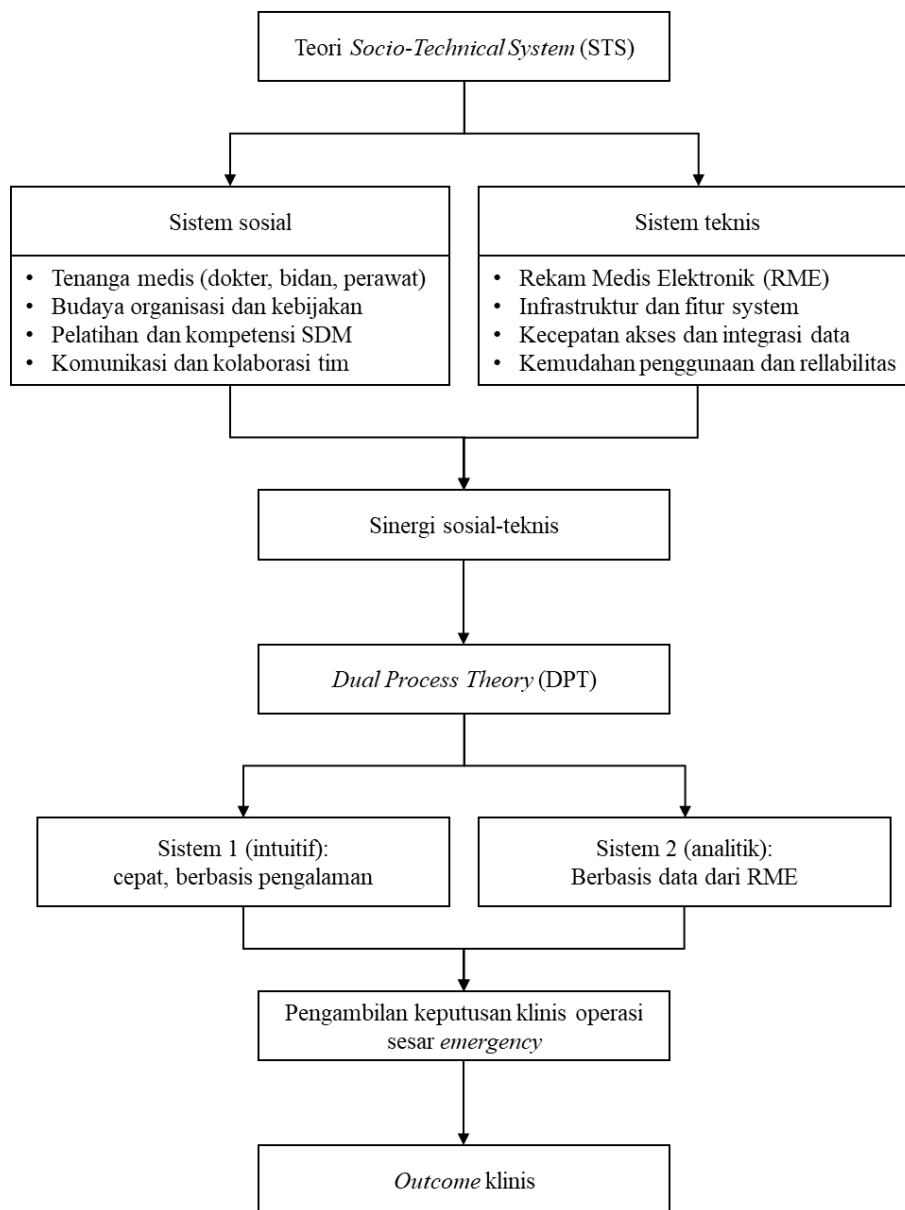 Teori Socio-Technical System (STS)
Sistem sosial
• Tenanga medis (dokter, bidan, perawat)
• Budaya organisasi dan kebijakan
• Pelatihan dan kompetensi SDM
• Komunikasi dan kolaborasi tim
Sistem teknis
• Rekam Medis Elektronik (RME)
• Infrastruktur dan fitur system
• Kecepatan akses dan integrasi data
• Kemudahan penggunaan dan rellabilitas
Sinergi sosial-teknis
Dual Process Theory (DPT)
Sistem 1 (intuitif):
cepat, berbasis pengalaman
Sistem 2 (analitik):
Berbasis data dari RME
Pengambilan keputusan klinis operasi
sesar emergency
Outcome klinis